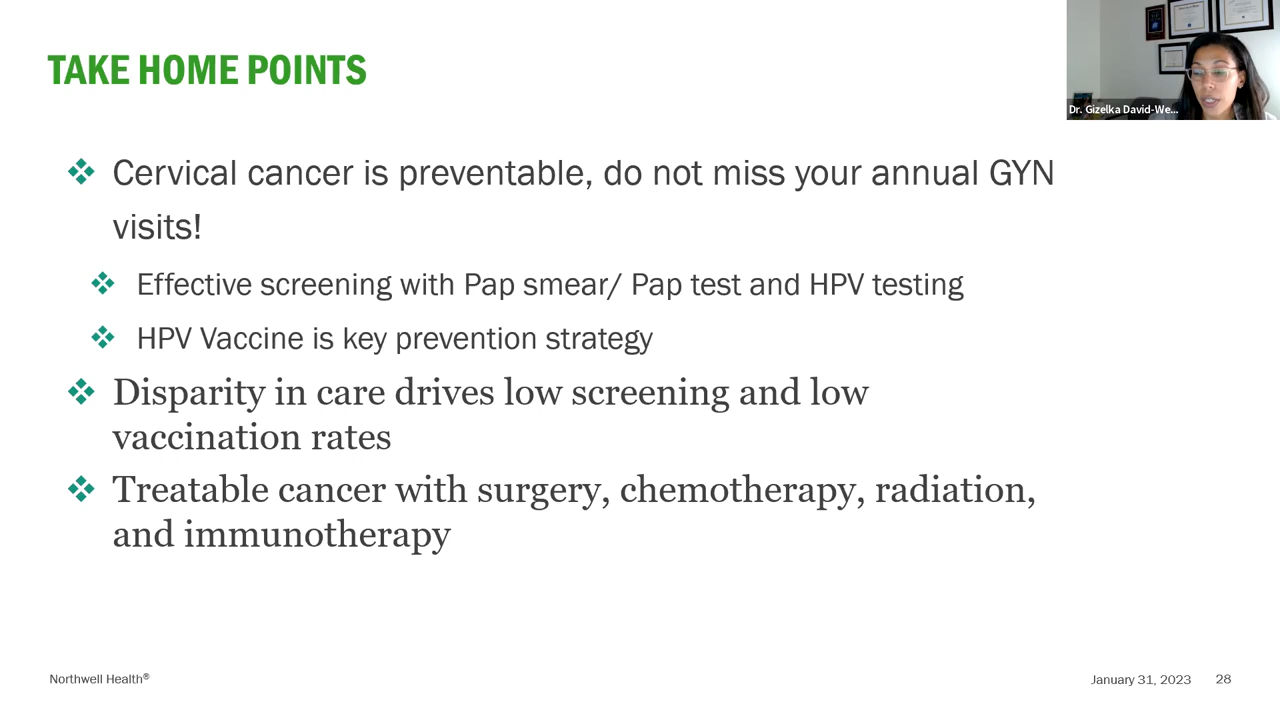 TAKE HOME POINTS
Dr. Gizelka David-We...
Cervical cancer is preventable, do not miss your annual GYN
visits!
Effective screening with Pap smear/ Pap test and HPV testing
HPV Vaccine is key prevention strategy
Disparity in care drives low screening and low
vaccination rates
Treatable cancer with surgery, chemotherapy, radiation,
and immunotherapy
Northwell Health®
January 31, 2023 28